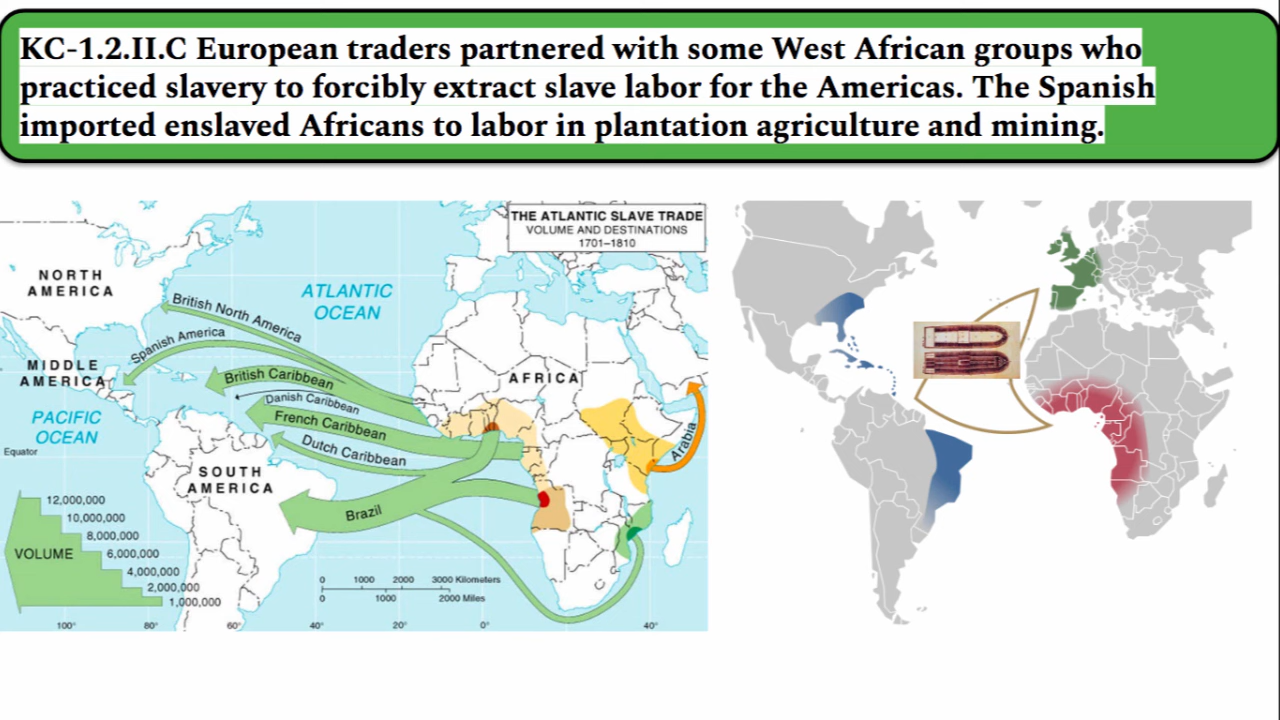 KC-1.2.II.C European traders partnered with some West African groups who
practiced slavery to forcibly extract slave labor for the Americas. The Spanish
imported enslaved Africans to labor in plantation agriculture and mining.
THE ATLANTIC SLAVE TRADE
VOLUME AND DESTINATIONS
1701–1810
NORTH
AMERICA
ATLANTIC
OCEAN
British North America
Spanish America
MIDDLE
AMERICA
British Caribbean
AFRICA
Danish Caribbean
PACIFIC
OCEAN
French Caribbean
Arabia
Equator
Dutch Caribbean
SOUTH
AMERICA
Brazil
12,000,000
10,000,000
8,000,000
VOLUME
6,000,000
4,000,000
2,000,000
1,000,000
0 1000 2000 3000 Kilometers
0 1000 2000 Miles
100° 80° 60° 40° 20° 0° 40°